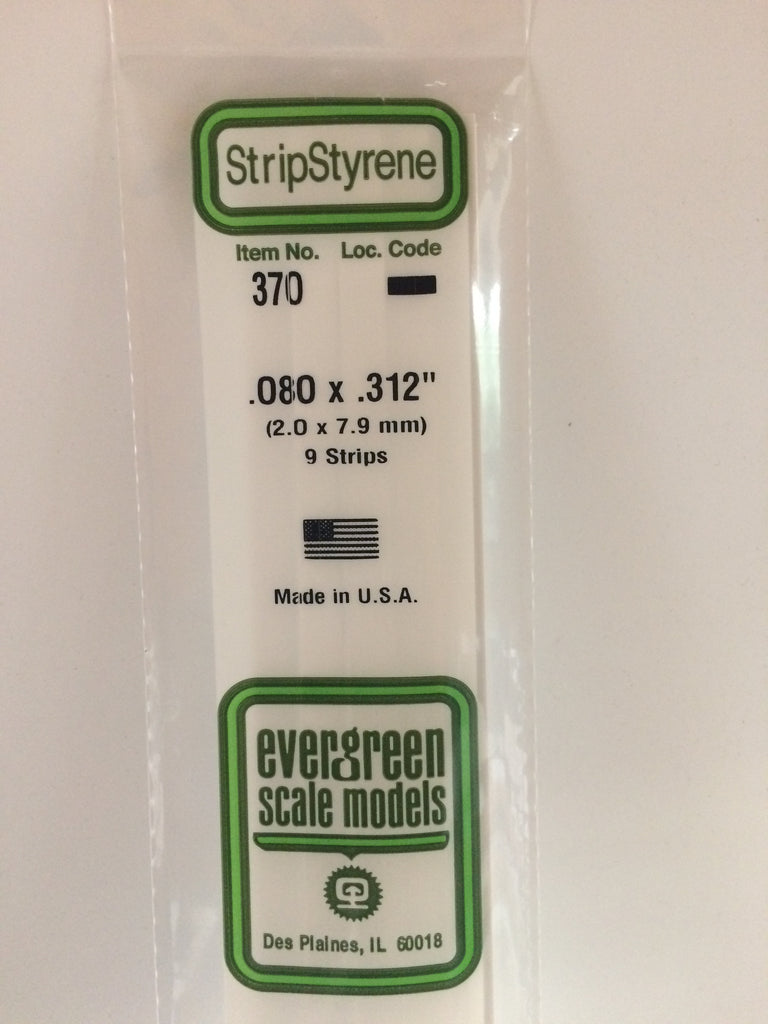 StripStyrene
Item No. Loc. Code
370
.080 x .312"
(2.0 x 7.9 mm)
9 Strips
Made in U.S.A.
evergreen
scale models
Des Plaines, IL 60018